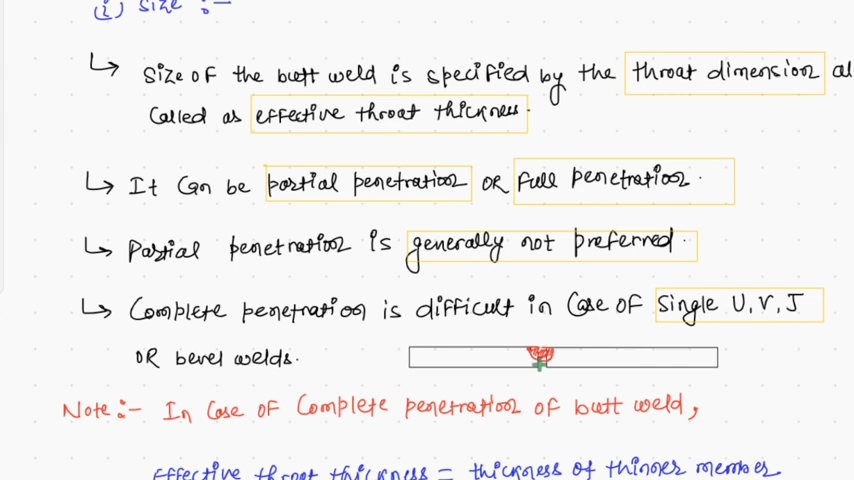 (i) Size :-
↳ Size of the butt weld is specified by the throat dimension al
called as effective throat thickness.
↳ It can be partial penetration OR Full penetration.
↳ Partial penetration is generally not preferred.
↳ Complete penetration is difficult in case of single U, V, J
OR bevel welds.
Note:- In case of complete penetration of butt weld,
Effective throat thickness = thickness of thinner member